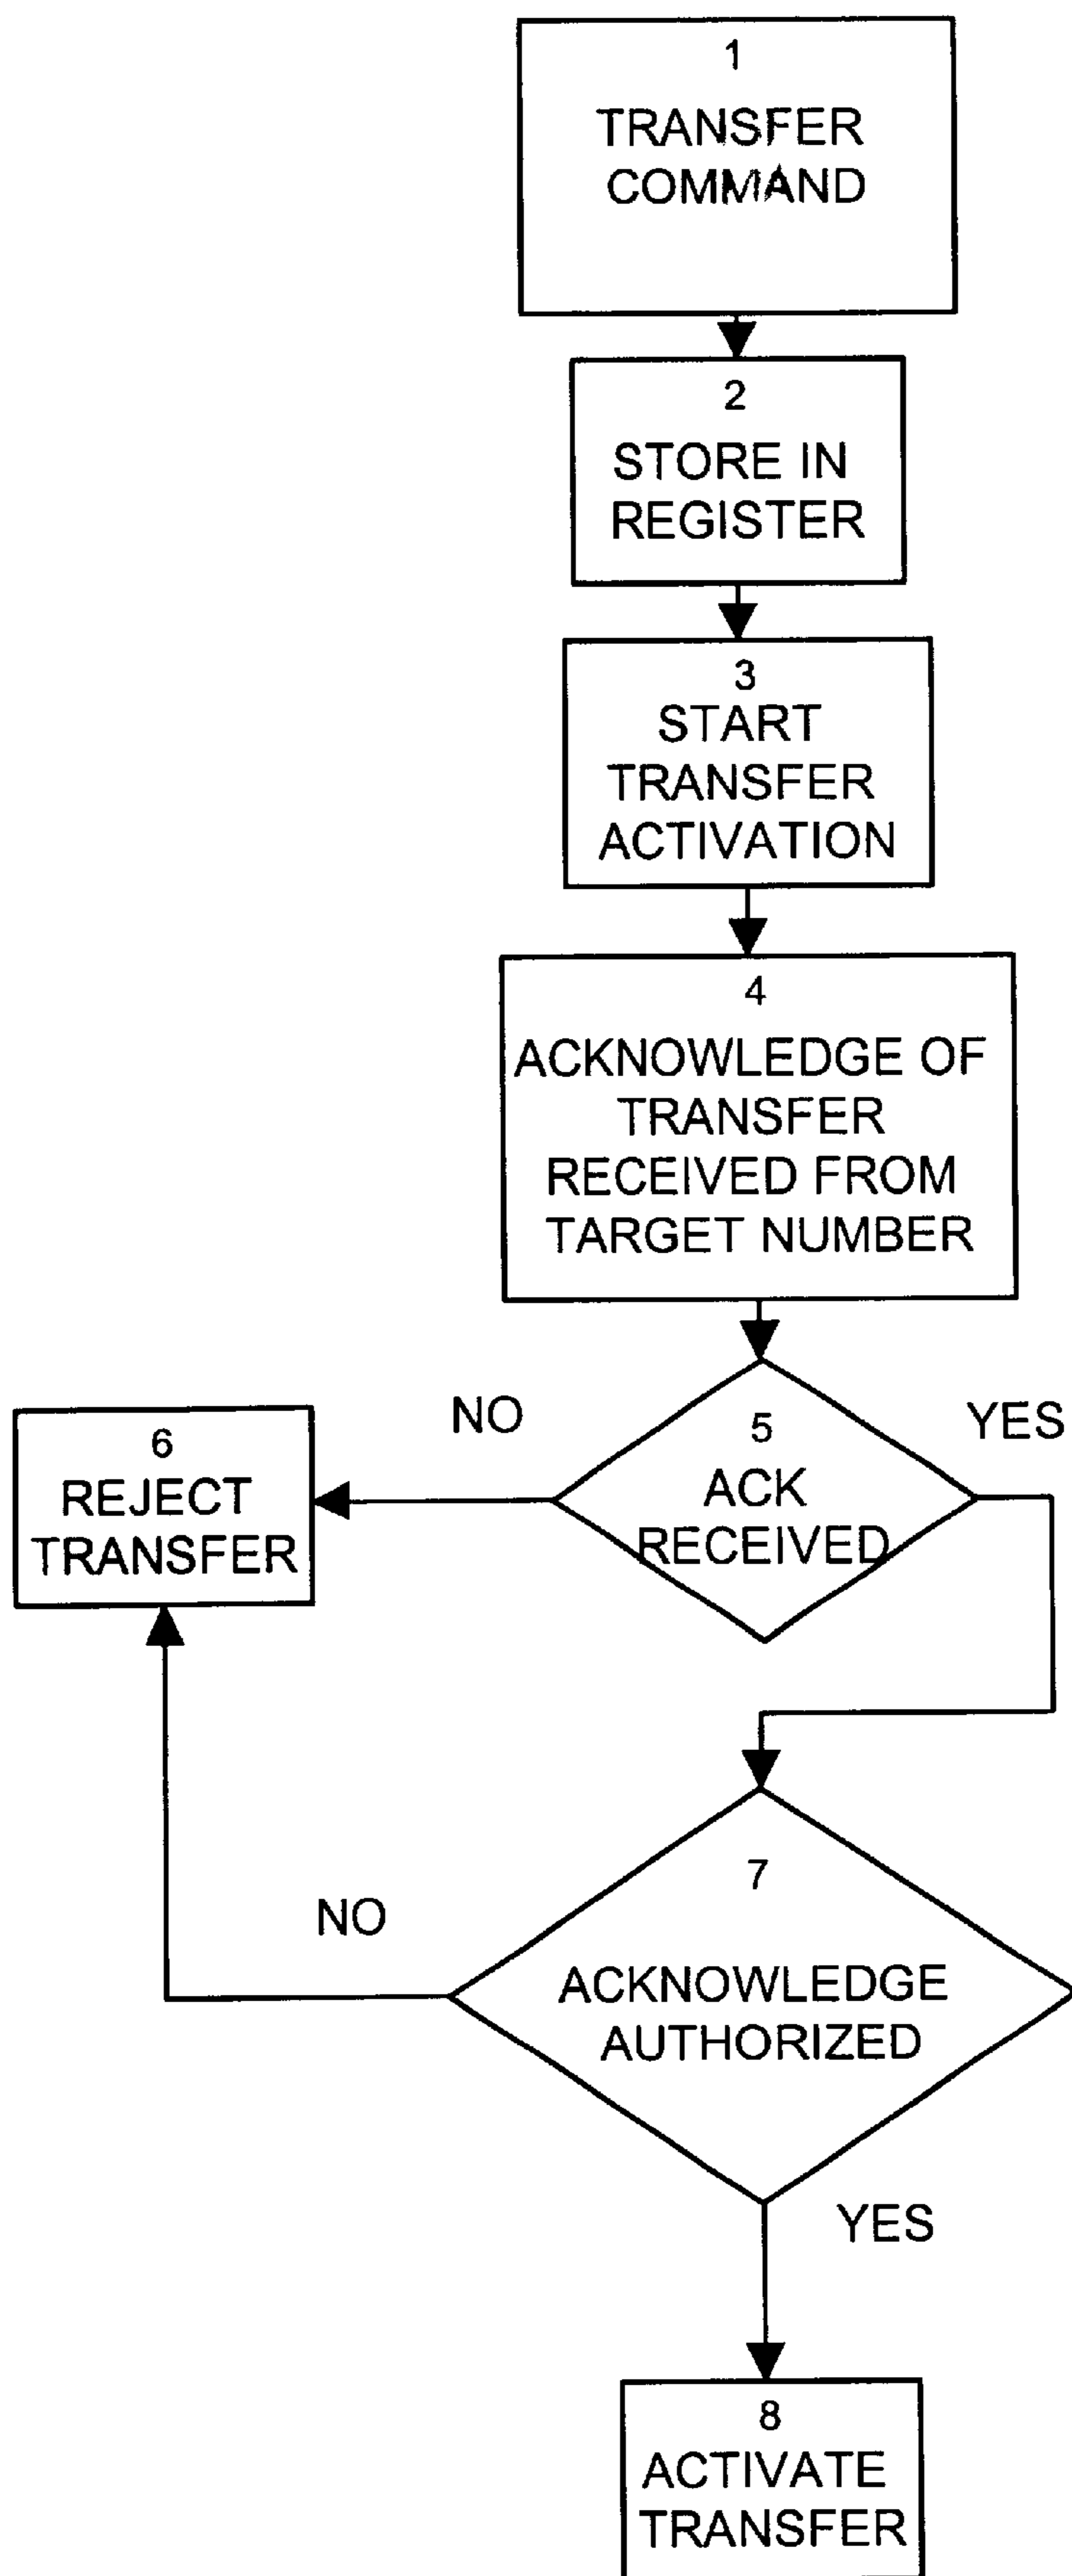 1
TRANSFER
COMMAND
2
STORE IN
REGISTER
3
START
TRANSFER
ACTIVATION
4
ACKNOWLEDGE OF
TRANSFER
RECEIVED FROM
TARGET NUMBER
NO
YES
5
ACK
RECEIVED
6
REJECT
TRANSFER
7
ACKNOWLEDGE
AUTHORIZED
NO
YES
8
ACTIVATE
TRANSFER